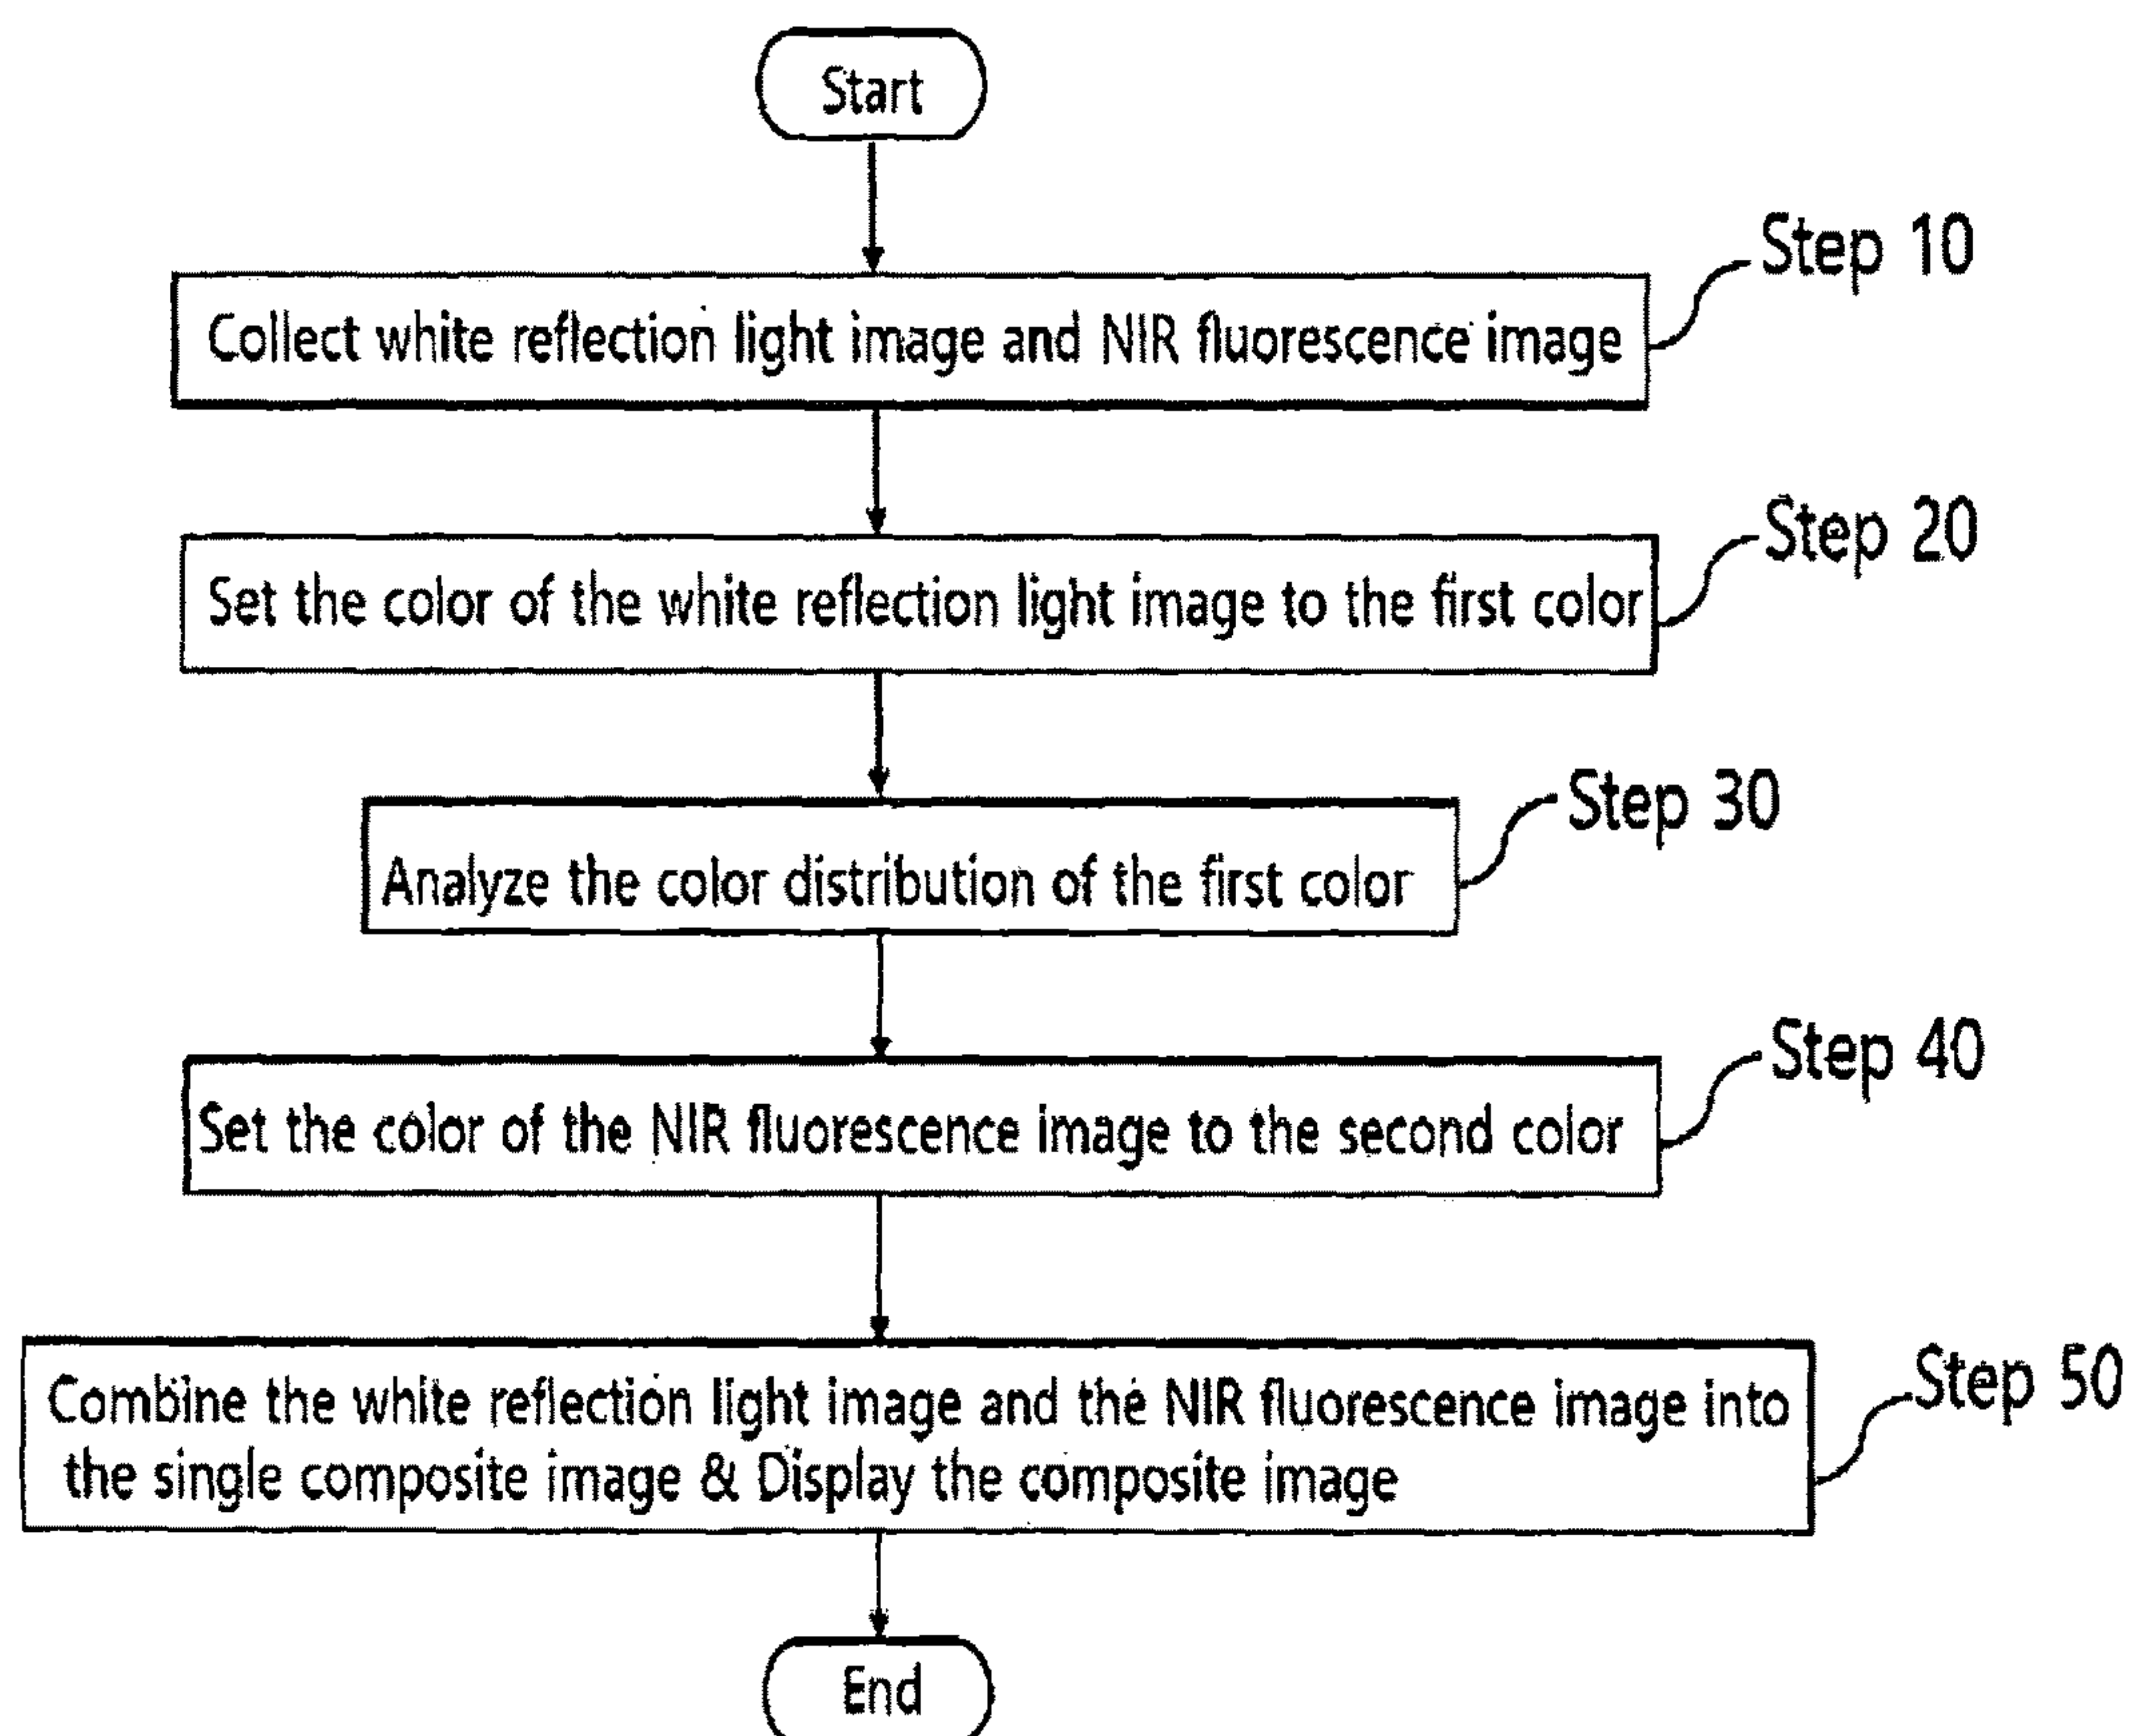 Start
Step 10
Collect white reflection light image and NIR fluorescence image
Step 20
Set the color of the white reflection light image to the first color
Step 30
Analyze the color distribution of the first color
Step 40
Set the color of the NIR fluorescence image to the second color
Step 50
Combine the white reflection light image and the NIR fluorescence image into
the single composite image & Display the composite image
End